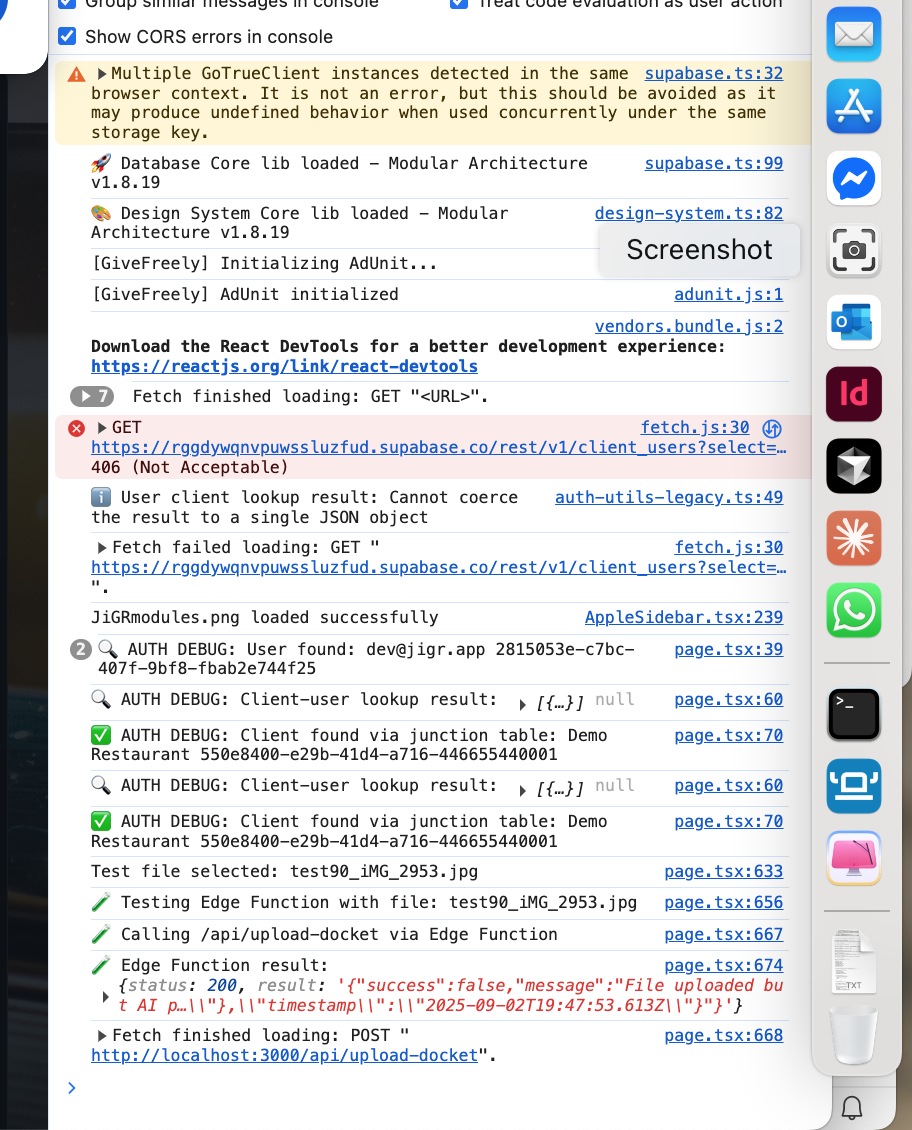 Group similar messages in console
Treat code evaluation as user action
Show CORS errors in console
Multiple GoTrueClient instances detected in the same supabase.ts:32
browser context. It is not an error, but this should be avoided as it
may produce undefined behavior when used concurrently under the same
storage key.
🚀 Database Core lib loaded – Modular Architecture supabase.ts:99
v1.8.19
🎨 Design System Core lib loaded – Modular design-system.ts:82
Architecture v1.8.19
Screenshot
[GiveFreely] Initializing AdUnit...
[GiveFreely] AdUnit initialized adunit.js:1
vendors.bundle.js:2
Download the React DevTools for a better development experience:
https://reactjs.org/link/react-devtools
7 Fetch finished loading: GET "<URL>".
GET fetch.js:30
https://rggdywqnvpuwssluzfud.supabase.co/rest/v1/client_users?select=…
406 (Not Acceptable)
ℹ️ User client lookup result: Cannot coerce auth-utils-legacy.ts:49
the result to a single JSON object
Fetch failed loading: GET " fetch.js:30
https://rggdywqnvpuwssluzfud.supabase.co/rest/v1/client_users?select=…
".
JiGRmodules.png loaded successfully AppleSidebar.tsx:239
2 🔍 AUTH DEBUG: User found: dev@jigr.app 2815053e-c7bc- page.tsx:39
407f-9bf8-fbab2e744f25
🔍 AUTH DEBUG: Client-user lookup result: [{…}] null page.tsx:60
✅ AUTH DEBUG: Client found via junction table: Demo page.tsx:70
Restaurant 550e8400-e29b-41d4-a716-446655440001
🔍 AUTH DEBUG: Client-user lookup result: [{…}] null page.tsx:60
✅ AUTH DEBUG: Client found via junction table: Demo page.tsx:70
Restaurant 550e8400-e29b-41d4-a716-446655440001
Test file selected: test90_iMG_2953.jpg page.tsx:633
🧪 Testing Edge Function with file: test90_iMG_2953.jpg page.tsx:656
🧪 Calling /api/upload-docket via Edge Function page.tsx:667
🧪 Edge Function result: page.tsx:674
{status: 200, result: '{"success":false,"message":"File uploaded bu
t AI p…\\"},\\"timestamp\\":\\"2025-09-02T19:47:53.613Z\\"}"}'}
Fetch finished loading: POST " page.tsx:668
http://localhost:3000/api/upload-docket".
Id
TXT